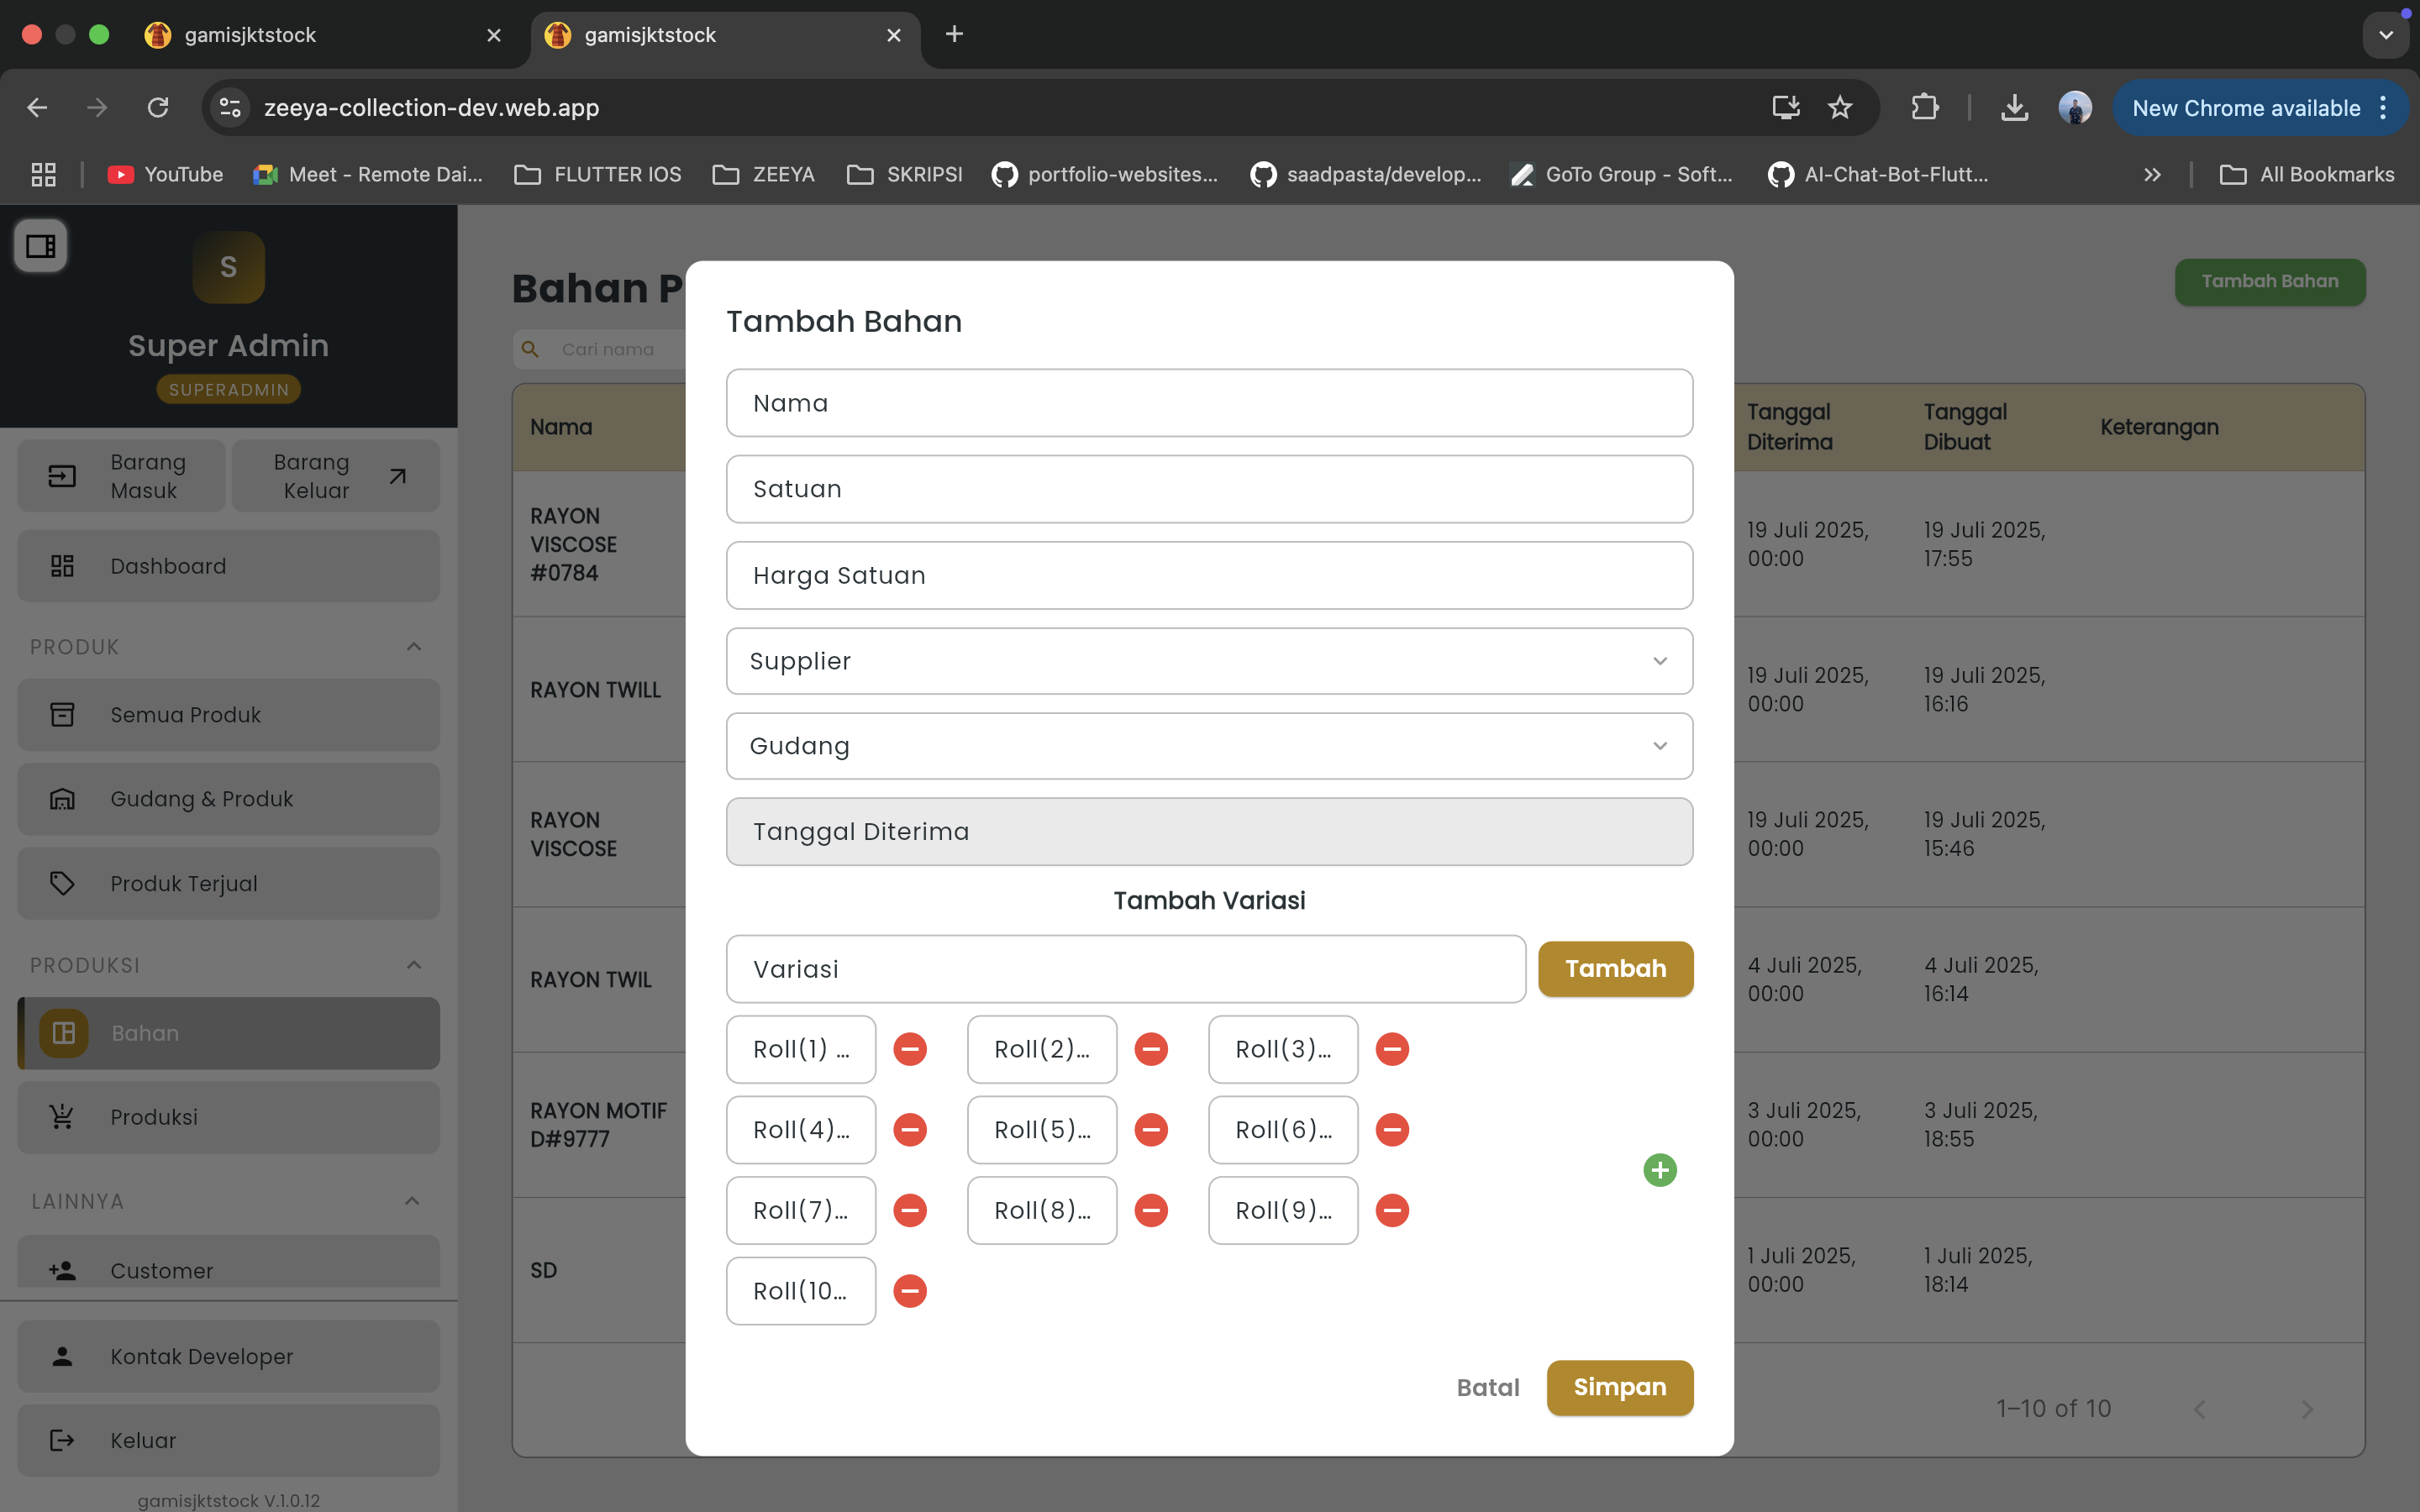 gamisjktstock
gamisjktstock
zeeya-collection-dev.web.app
New Chrome available
YouTube
Meet - Remote Dai...
FLUTTER IOS
ZEEYA
SKRIPSI
portfolio-websites...
saadpasta/develop...
GoTo Group - Soft...
AI-Chat-Bot-Flutt...
All Bookmarks
S
Super Admin
SUPERADMIN
Barang
Masuk
Barang
Keluar
Dashboard
PRODUK
Semua Produk
Gudang & Produk
Produk Terjual
PRODUKSI
Bahan
Produksi
LAINNYA
Customer
Kontak Developer
Keluar
gamisjktstock V.1.0.12
Bahan P
Tambah Bahan
Cari nama
Nama
Tanggal
Diterima
Tanggal
Dibuat
Keterangan
RAYON
VISCOSE
#0784
19 Juli 2025,
00:00
19 Juli 2025,
17:55
RAYON TWILL
19 Juli 2025,
00:00
19 Juli 2025,
16:16
RAYON
VISCOSE
19 Juli 2025,
00:00
19 Juli 2025,
15:46
RAYON TWIL
4 Juli 2025,
00:00
4 Juli 2025,
16:14
RAYON MOTIF
D#9777
3 Juli 2025,
00:00
3 Juli 2025,
18:55
SD
1 Juli 2025,
00:00
1 Juli 2025,
18:14
1–10 of 10
Tambah Bahan
Nama
Satuan
Harga Satuan
Supplier
Gudang
Tanggal Diterima
Tambah Variasi
Variasi
Tambah
Roll(1) ...
Roll(2)...
Roll(3)...
Roll(4)...
Roll(5)...
Roll(6)...
Roll(7)...
Roll(8)...
Roll(9)...
Roll(10...
Batal
Simpan